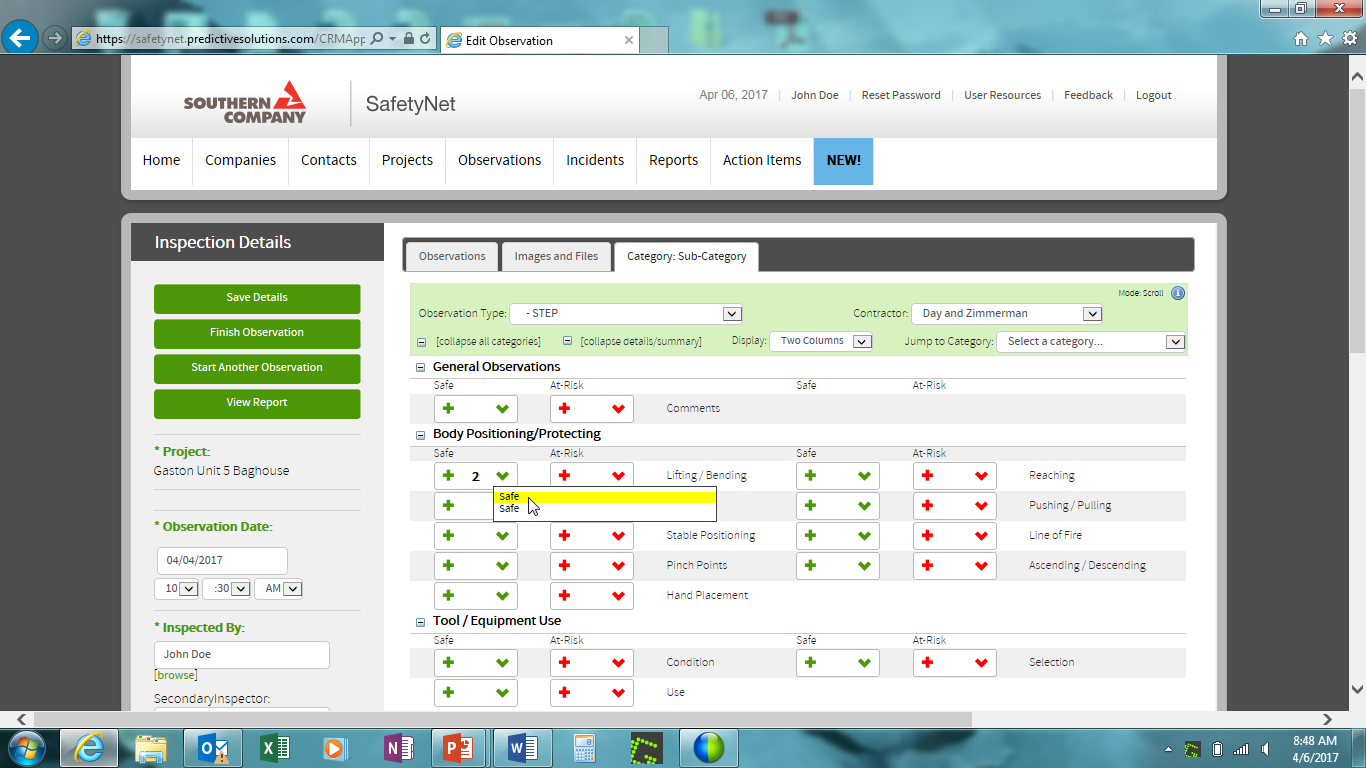 https://safetynet.predictivesolutions.com/CRMApp
Edit Observation
SOUTHERN COMPANY
SafetyNet
Apr 06, 2017
John Doe
Reset Password
User Resources
Feedback
Logout
Home
Companies
Contacts
Projects
Observations
Incidents
Reports
Action Items
NEW!
Inspection Details
Save Details
Finish Observation
Start Another Observation
View Report
* Project:
Gaston Unit 5 Baghouse
* Observation Date:
04/04/2017
10 :30 AM
* Inspected By:
John Doe
[browse]
SecondaryInspector:
Observations
Images and Files
Category: Sub-Category
Mode: Scroll
Observation Type: - STEP
Contractor: Day and Zimmerman
[collapse all categories]
[collapse details/summary]
Display: Two Columns
Jump to Category: Select a category...
General Observations
Safe At-Risk Safe At-Risk
Comments
Body Positioning/Protecting
Safe At-Risk Safe At-Risk
2 Lifting / Bending Reaching
Safe
Safe
Pushing / Pulling
Stable Positioning Line of Fire
Pinch Points Ascending / Descending
Hand Placement
Tool / Equipment Use
Safe At-Risk Safe At-Risk
Condition Selection
Use
8:48 AM
4/6/2017